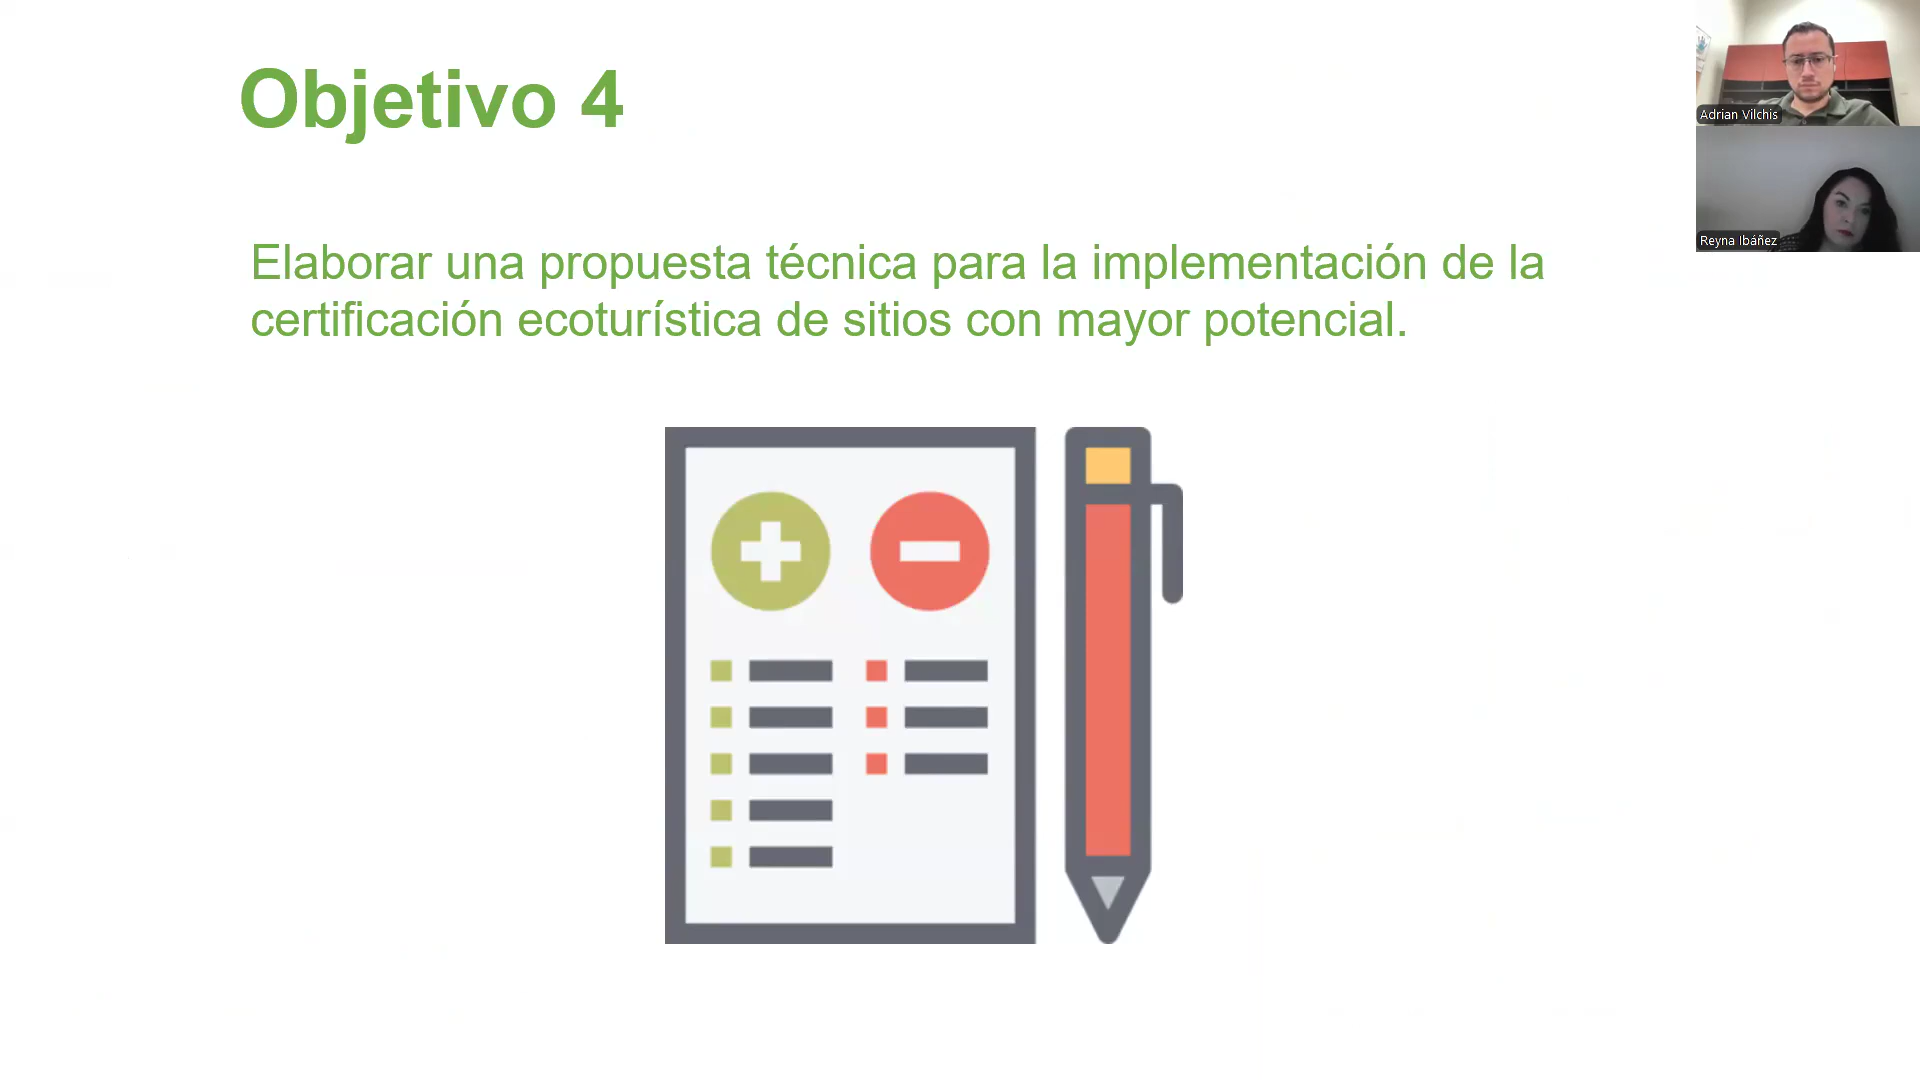 Objetivo 4
Elaborar una propuesta técnica para la implementación de la
certificación ecoturística de sitios con mayor potencial.
Adrian Vilchis
Reyna Ibáñez